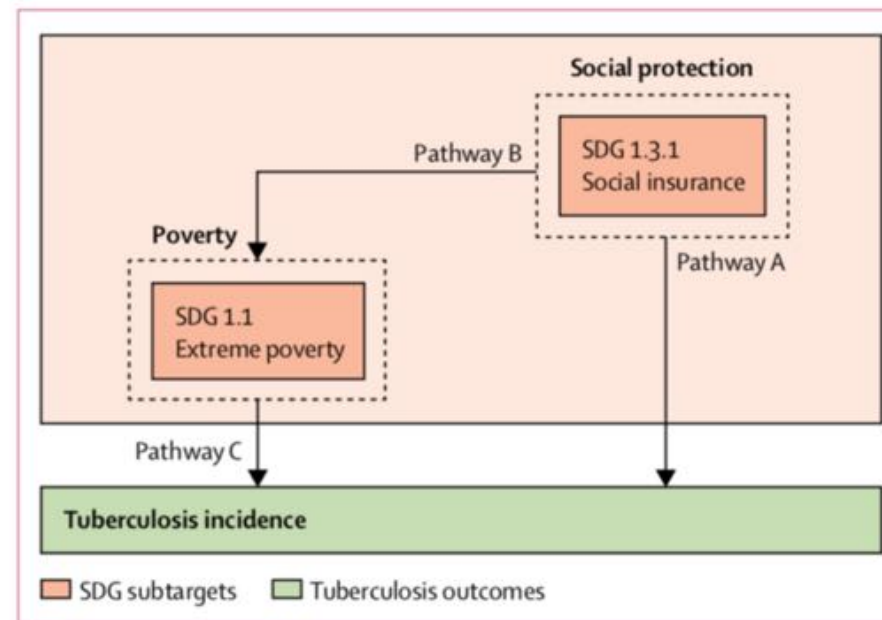 Social protection
Pathway B
SDG 1.3.1
Social insurance
Poverty
Pathway A
SDG 1.1
Extreme poverty
Pathway C
Tuberculosis incidence
SDG subtargets
Tuberculosis outcomes